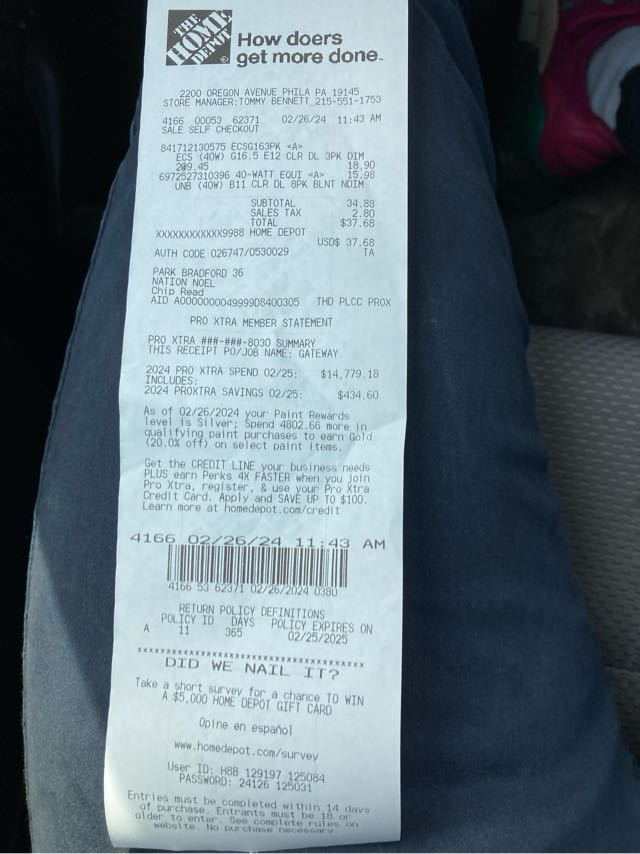 THE
HOME
DEPOT
How doers
get more done.
2200 OREGON AVENUE PHILA PA 19145
STORE MANAGER:TOMMY BENNETT 215-551-1753
4166 00053 62371 02/26/24 11:43 AM
SALE SELF CHECKOUT
841712130575 ECSG163PK <A>
ECS (40W) G16.5 E12 CLR DL 3PK DIM
2@9.45 18.90
6972527310396 40-WATT EQUI <A> 15.98
UNB (40W) B11 CLR DL 8PK BLNT NDIM
SUBTOTAL 34.88
SALES TAX 2.80
TOTAL $37.68
XXXXXXXXXXXX9988 HOME DEPOT
USD$ 37.68
AUTH CODE 026747/0530029 TA
PARK BRADFORD 36
NATION NOEL
Chip Read
AID A0000000049999D8400305 THD PLCC PROX
PRO XTRA MEMBER STATEMENT
PRO XTRA ###-###-8030 SUMMARY
THIS RECEIPT PO/JOB NAME: GATEWAY
2024 PRO XTRA SPEND 02/25: $14,779.18
INCLUDES:
2024 PROXTRA SAVINGS 02/25: $434.60
As of 02/26/2024 your Paint Rewards
level is Silver; Spend 4802.66 more in
qualifying paint purchases to earn Gold
(20.0% off) on select paint items.
Get the CREDIT LINE your business needs
PLUS earn Perks 4X FASTER when you join
Pro Xtra, register, & use your Pro Xtra
Credit Card. Apply and SAVE UP TO $100.
Learn more at homedepot.com/credit
4166 02/26/24 11:43 AM
4166 53 62371 02/26/2024 0380
RETURN POLICY DEFINITIONS
POLICY ID DAYS POLICY EXPIRES ON
A 11 365 02/25/2025
DID WE NAIL IT?
Take a short survey for a chance TO WIN
A $5,000 HOME DEPOT GIFT CARD
Opine en español
www.homedepot.com/survey
User ID: H8B 129197 125084
PASSWORD: 24126 125031
Entries must be completed within 14 days
of purchase. Entrants must be 18 or
older to enter. See complete rules on
website. No purchase necessary.